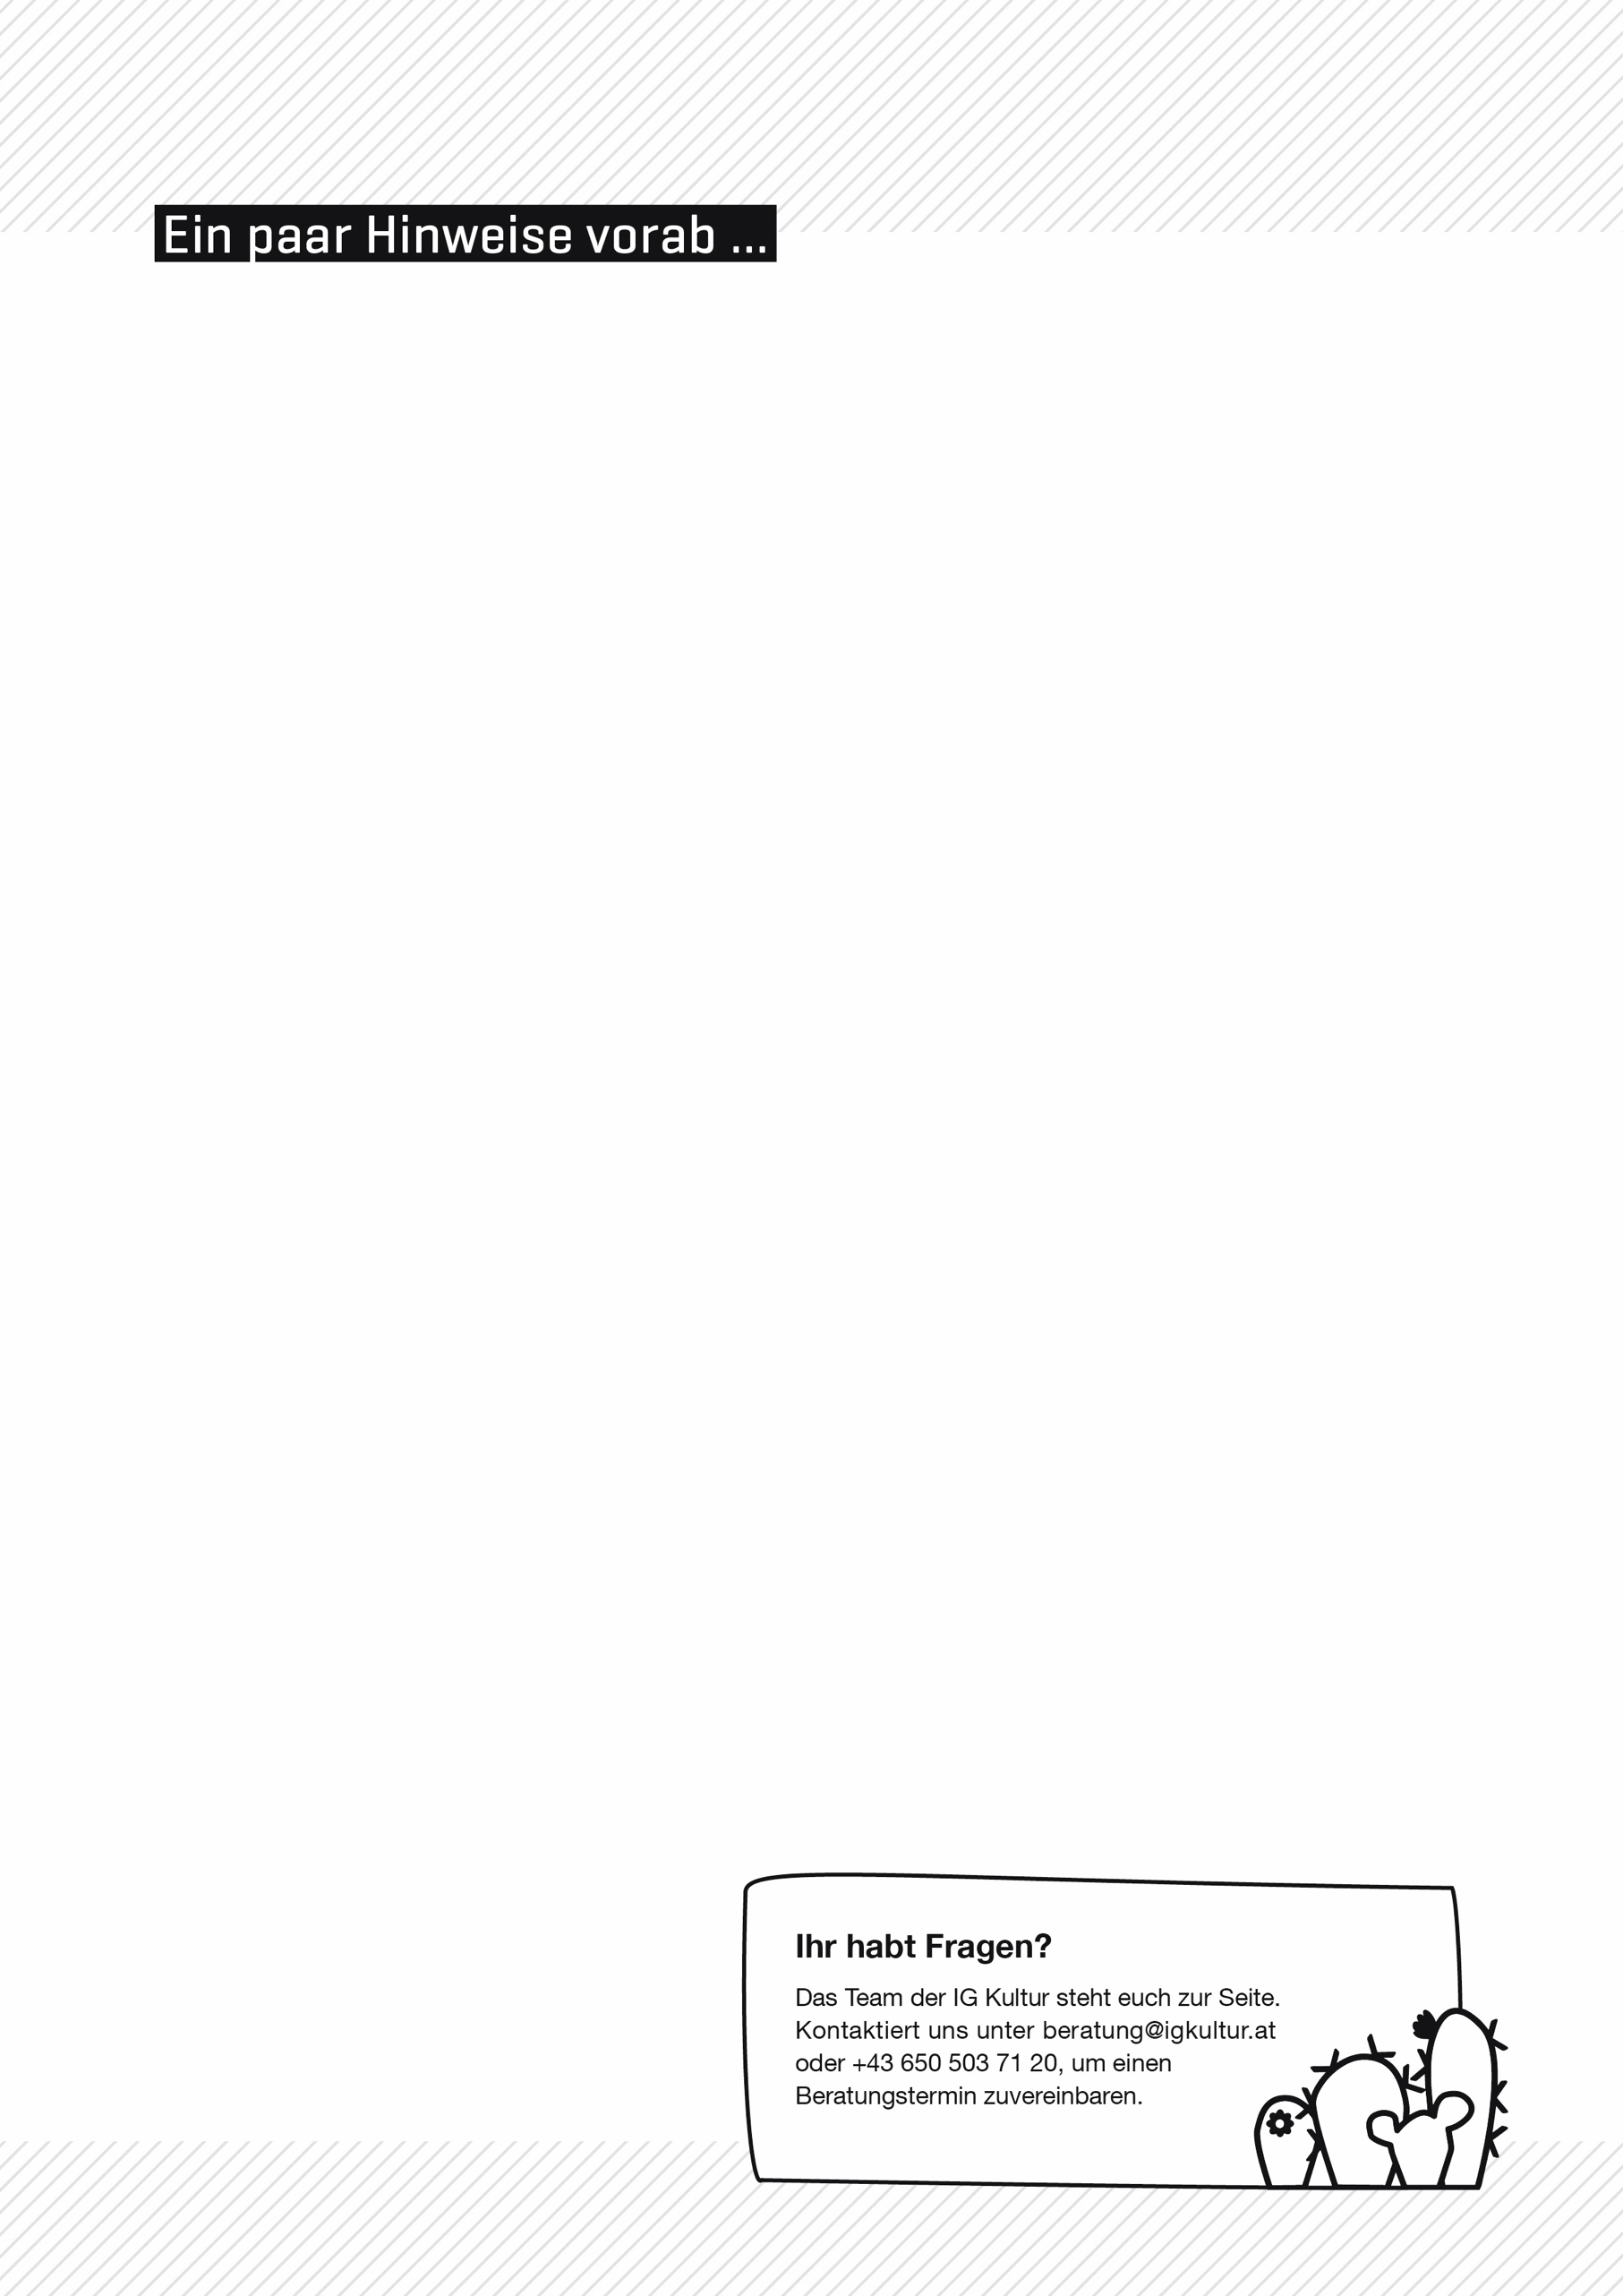 Ein paar Hinweise vorab ...
Ihr habt Fragen?
Das Team der IG Kultur steht euch zur Seite.
Kontaktiert uns unter beratung@igkultur.at
oder +43 650 503 71 20, um einen
Beratungstermin zuvereinbaren.